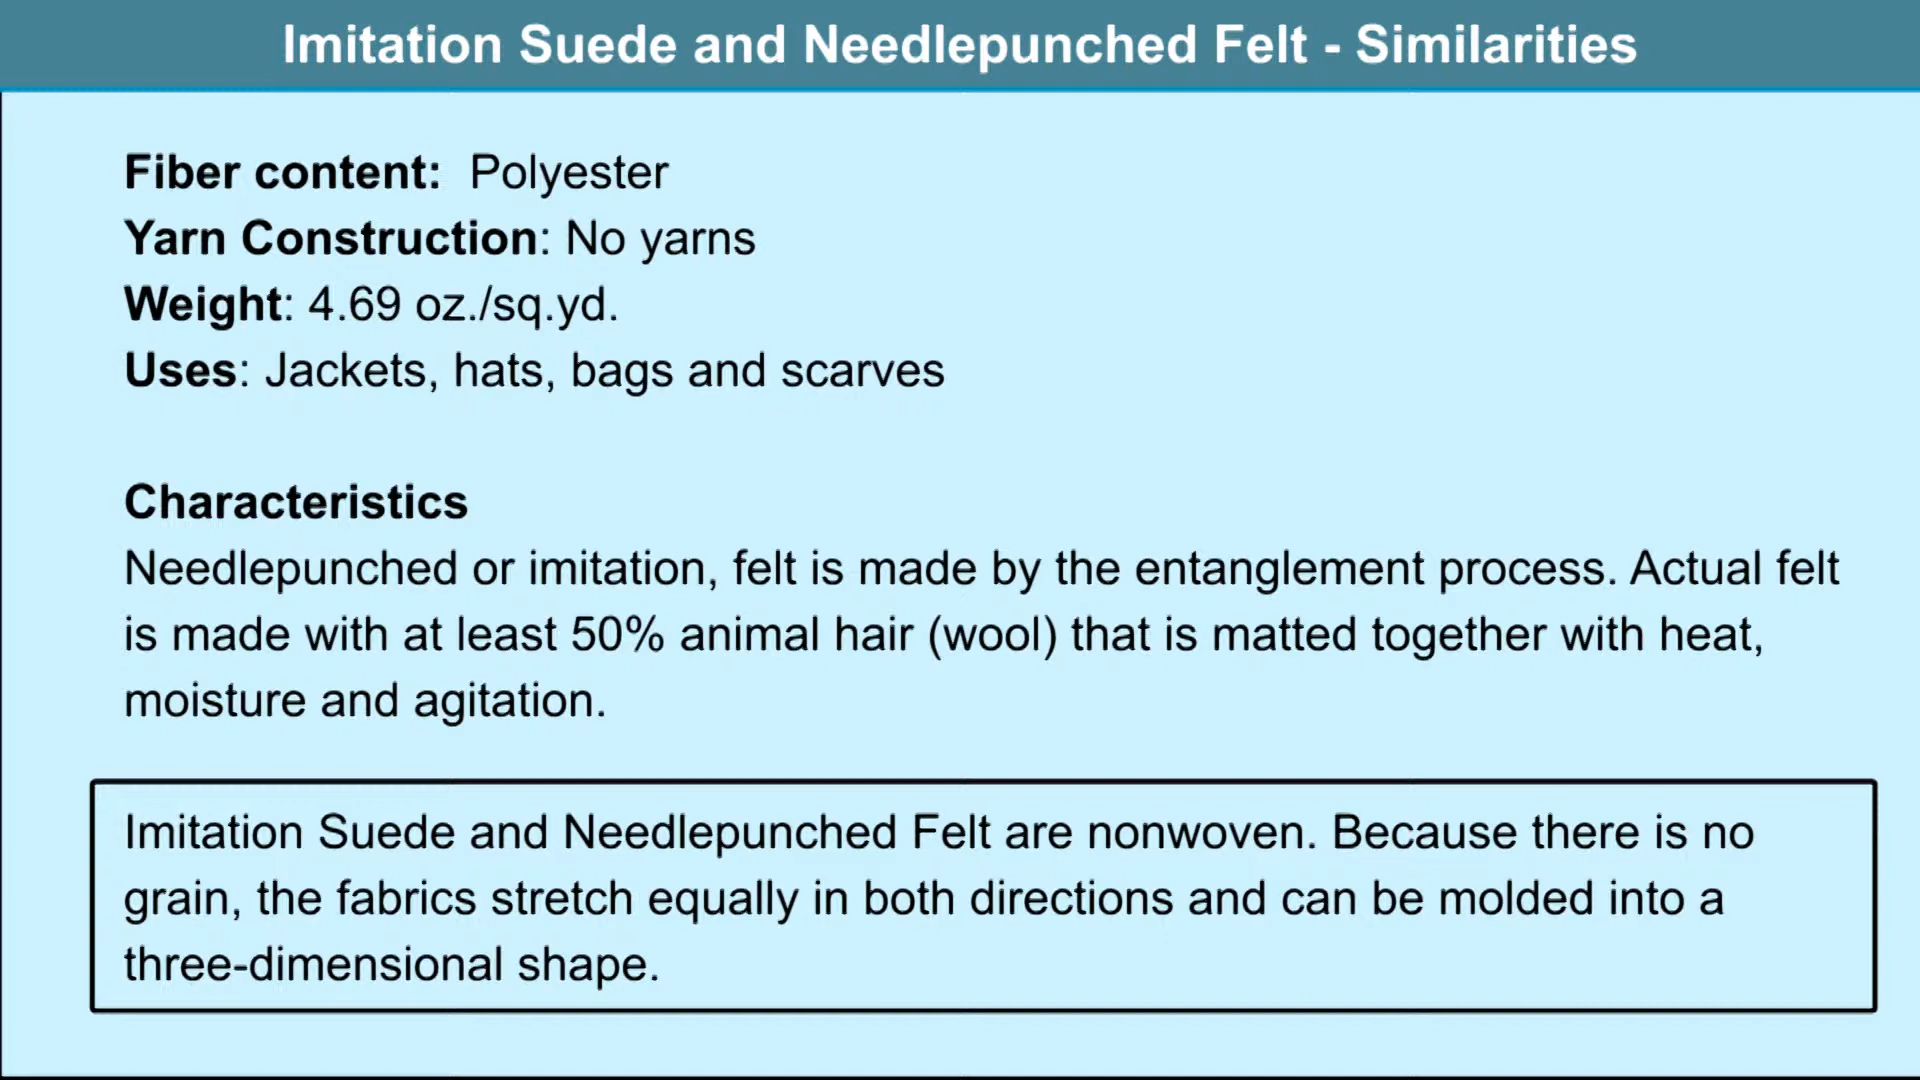 Imitation Suede and Needlepunched Felt - Similarities
Fiber content: Polyester
Yarn Construction: No yarns
Weight: 4.69 oz./sq.yd.
Uses: Jackets, hats, bags and scarves
Characteristics
Needlepunched or imitation, felt is made by the entanglement process. Actual felt
is made with at least 50% animal hair (wool) that is matted together with heat,
moisture and agitation.
Imitation Suede and Needlepunched Felt are nonwoven. Because there is no
grain, the fabrics stretch equally in both directions and can be molded into a
three-dimensional shape.